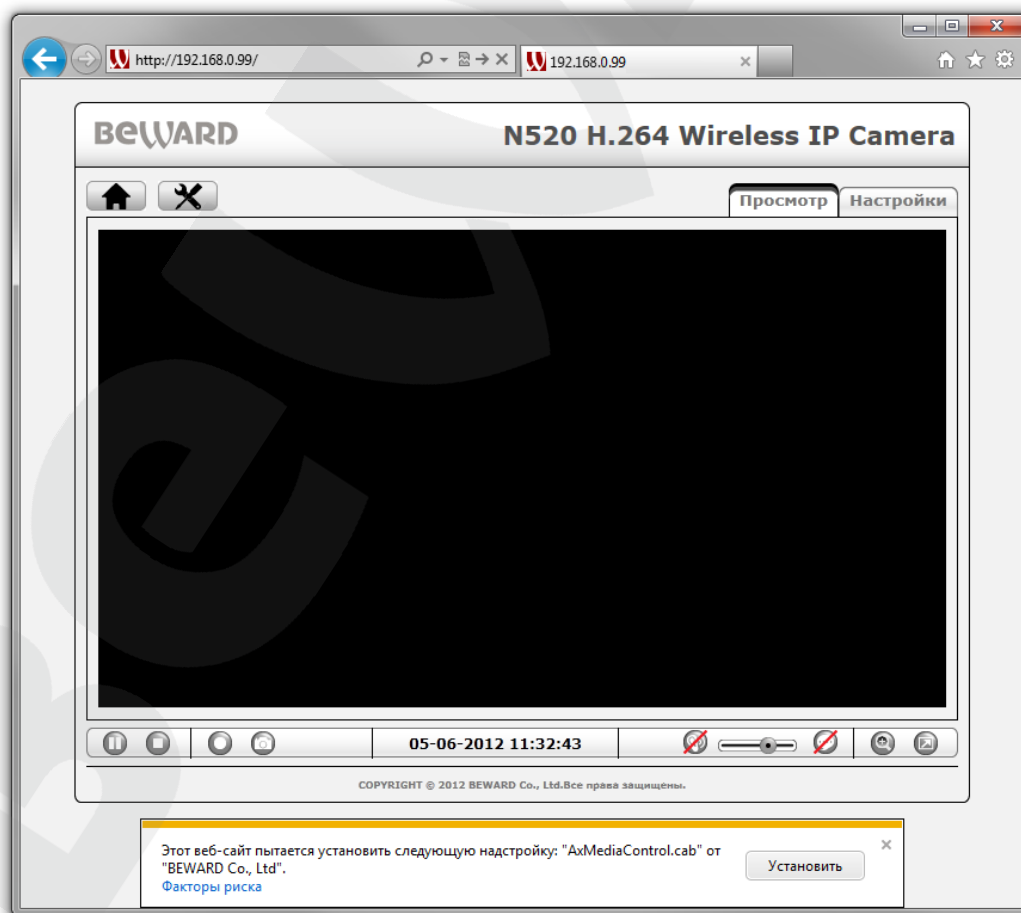 http://192.168.0.99/
192.168.0.99
BEWARD
N520 H.264 Wireless IP Camera
Просмотр
Настройки
05-06-2012 11:32:43
COPYRIGHT © 2012 BEWARD Co., Ltd.Все права защищены.
Этот веб-сайт пытается установить следующую надстройку: "AxMediaControl.cab" от
"BEWARD Co., Ltd".
Факторы риска
Установить